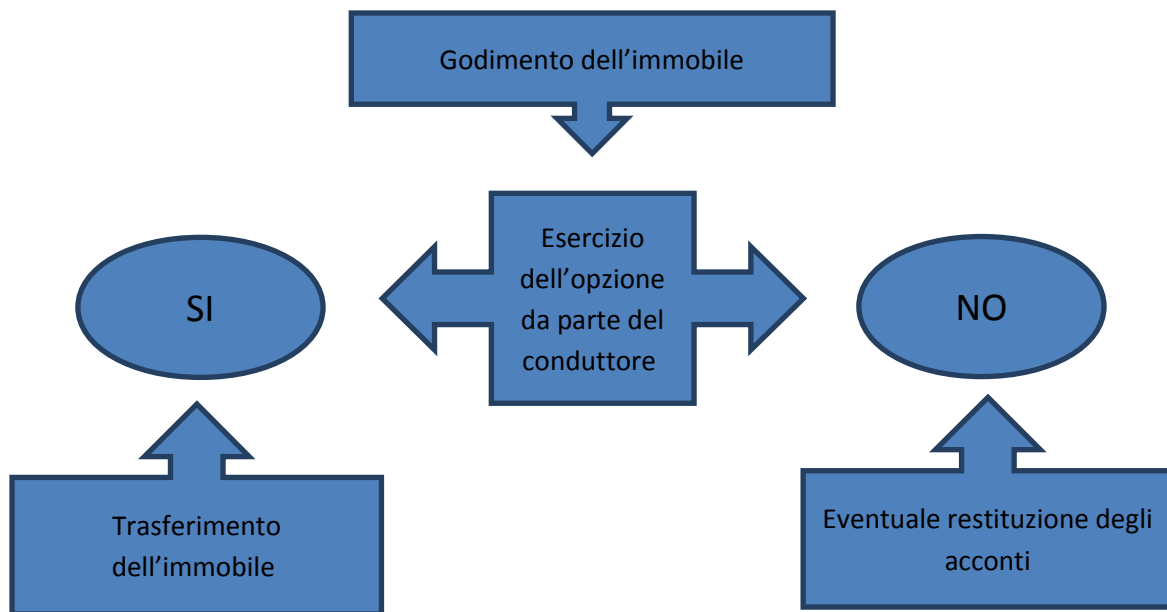 Godimento dell’immobile
Esercizio
dell’opzione
da parte del
conduttore
SI
NO
Trasferimento
dell’immobile
Eventuale restituzione degli
acconti